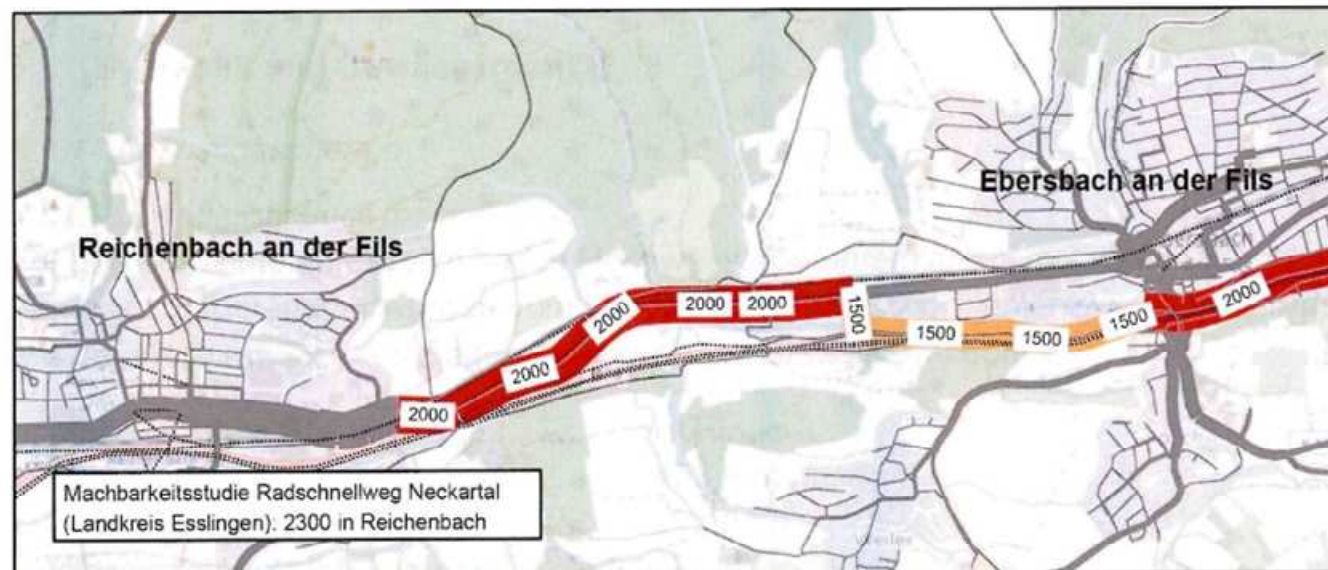 Ebersbach an der Fils
Reichenbach an der Fils
2000
2000
2000
2000
2000
1500
1500
1500
1500
2000
Machbarkeitsstudie Radschnellweg Neckartal
(Landkreis Esslingen): 2300 in Reichenbach